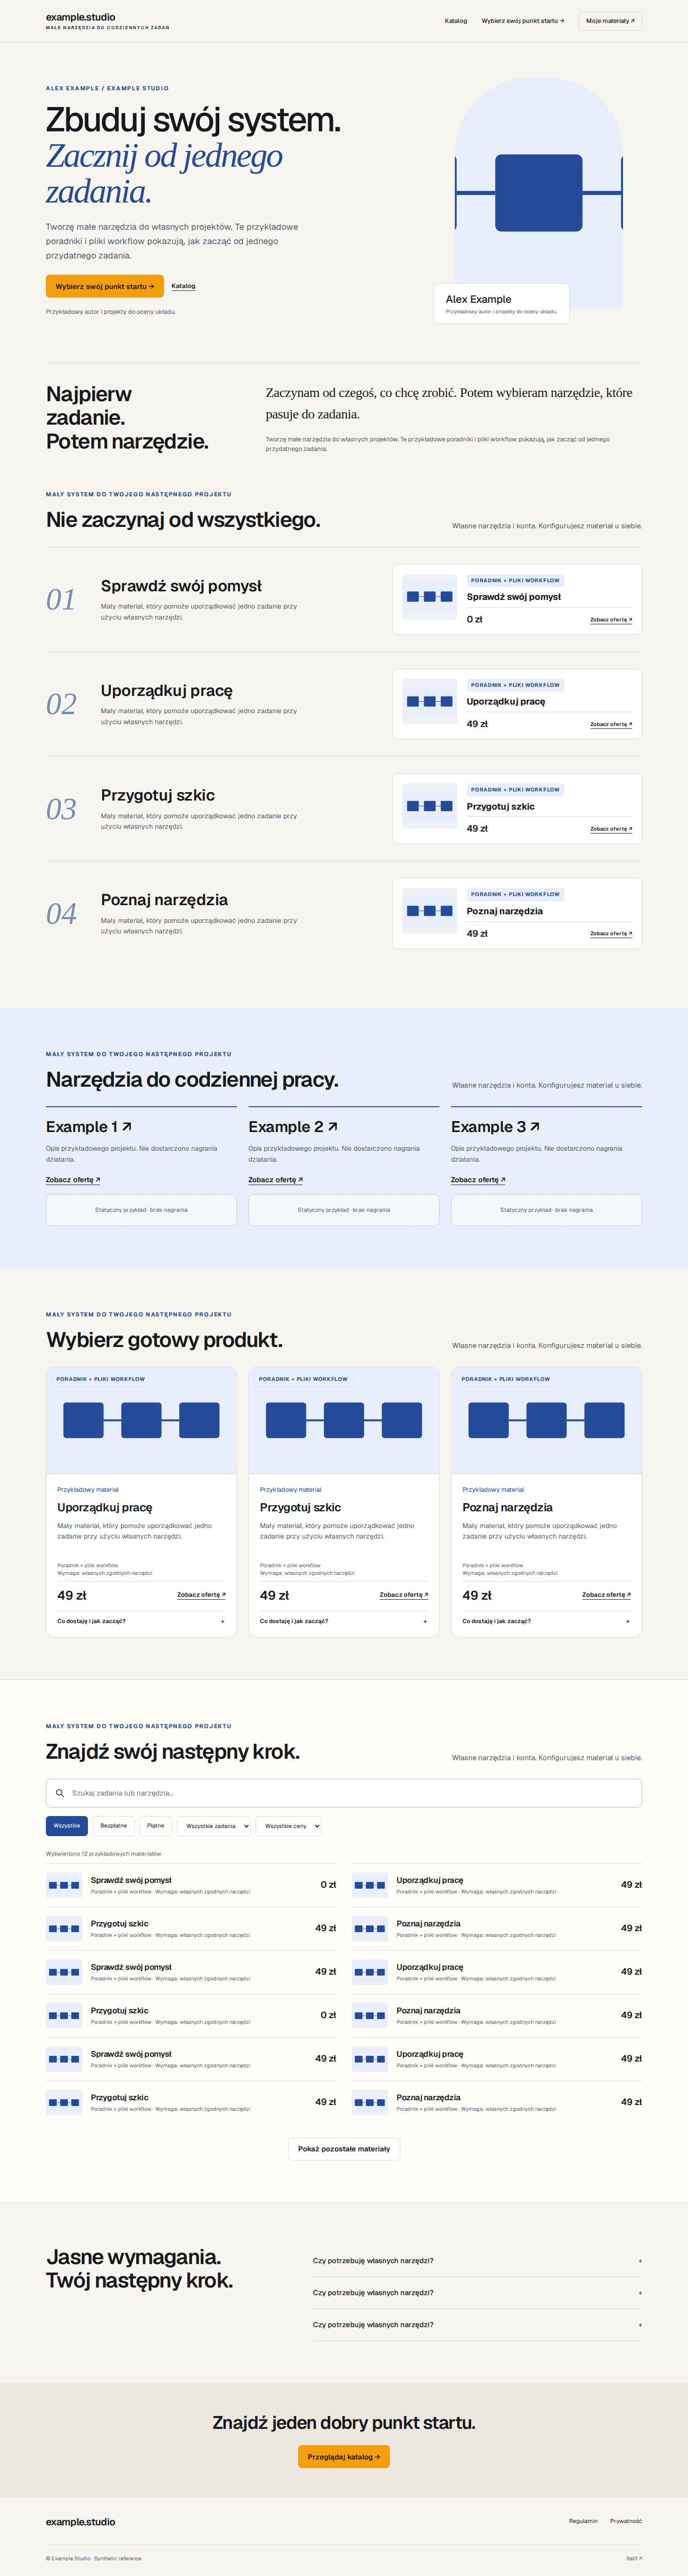 example.studio
MAŁE NARZĘDZIA DO CODZIENNYCH ZADAŃ
Katalog
Wybierz swój punkt startu →
Moje materiały ↗
ALEX EXAMPLE / EXAMPLE STUDIO
Zbuduj swój system.
Zacznij od jednego
zadania.
Tworzę małe narzędzia do własnych projektów. Te przykładowe
poradniki i pliki workflow pokazują, jak zacząć od jednego
przydatnego zadania.
Wybierz swój punkt startu →
Katalog
Przykładowy autor i projekty do oceny układu.
Alex Example
Przykładowy autor i projekty do oceny układu.
Najpierw
zadanie.
Potem narzędzie.
Zaczynam od czegoś, co chcę zrobić. Potem wybieram narzędzie, które
pasuje do zadania.
Tworzę małe narzędzia do własnych projektów. Te przykładowe poradniki i pliki workflow pokazują, jak zacząć od jednego
przydatnego zadania.
MAŁY SYSTEM DO TWOJEGO NASTĘPNEGO PROJEKTU
Nie zaczynaj od wszystkiego.
Własne narzędzia i konta. Konfigurujesz materiał u siebie.
01
Sprawdź swój pomysł
Mały materiał, który pomoże uporządkować jedno zadanie przy
użyciu własnych narzędzi.
PORADNIK + PLIKI WORKFLOW
Sprawdź swój pomysł
0 zł
Zobacz ofertę ↗
02
Uporządkuj pracę
Mały materiał, który pomoże uporządkować jedno zadanie przy
użyciu własnych narzędzi.
PORADNIK + PLIKI WORKFLOW
Uporządkuj pracę
49 zł
Zobacz ofertę ↗
03
Przygotuj szkic
Mały materiał, który pomoże uporządkować jedno zadanie przy
użyciu własnych narzędzi.
PORADNIK + PLIKI WORKFLOW
Przygotuj szkic
49 zł
Zobacz ofertę ↗
04
Poznaj narzędzia
Mały materiał, który pomoże uporządkować jedno zadanie przy
użyciu własnych narzędzi.
PORADNIK + PLIKI WORKFLOW
Poznaj narzędzia
49 zł
Zobacz ofertę ↗
MAŁY SYSTEM DO TWOJEGO NASTĘPNEGO PROJEKTU
Narzędzia do codziennej pracy.
Własne narzędzia i konta. Konfigurujesz materiał u siebie.
Example 1 ↗
Opis przykładowego projektu. Nie dostarczono nagrania
działania.
Zobacz ofertę ↗
Statyczny przykład · brak nagrania
Example 2 ↗
Opis przykładowego projektu. Nie dostarczono nagrania
działania.
Zobacz ofertę ↗
Statyczny przykład · brak nagrania
Example 3 ↗
Opis przykładowego projektu. Nie dostarczono nagrania
działania.
Zobacz ofertę ↗
Statyczny przykład · brak nagrania
MAŁY SYSTEM DO TWOJEGO NASTĘPNEGO PROJEKTU
Wybierz gotowy produkt.
Własne narzędzia i konta. Konfigurujesz materiał u siebie.
PORADNIK + PLIKI WORKFLOW
Przykładowy materiał
Uporządkuj pracę
Mały materiał, który pomoże uporządkować jedno
zadanie przy użyciu własnych narzędzi.
Poradnik + pliki workflow
Wymaga: własnych zgodnych narzędzi
49 zł
Zobacz ofertę ↗
Co dostaję i jak zacząć?
+
PORADNIK + PLIKI WORKFLOW
Przykładowy materiał
Przygotuj szkic
Mały materiał, który pomoże uporządkować jedno
zadanie przy użyciu własnych narzędzi.
Poradnik + pliki workflow
Wymaga: własnych zgodnych narzędzi
49 zł
Zobacz ofertę ↗
Co dostaję i jak zacząć?
+
PORADNIK + PLIKI WORKFLOW
Przykładowy materiał
Poznaj narzędzia
Mały materiał, który pomoże uporządkować jedno
zadanie przy użyciu własnych narzędzi.
Poradnik + pliki workflow
Wymaga: własnych zgodnych narzędzi
49 zł
Zobacz ofertę ↗
Co dostaję i jak zacząć?
+
MAŁY SYSTEM DO TWOJEGO NASTĘPNEGO PROJEKTU
Znajdź swój następny krok.
Własne narzędzia i konta. Konfigurujesz materiał u siebie.
Szukaj zadania lub narzędzia…
Wszystkie
Bezpłatne
Płatne
Wszystkie zadania
Wszystkie ceny
Wyświetlono 12 przykładowych materiałów
Sprawdź swój pomysł
Poradnik + pliki workflow · Wymaga: własnych zgodnych narzędzi
0 zł
Uporządkuj pracę
Poradnik + pliki workflow · Wymaga: własnych zgodnych narzędzi
49 zł
Przygotuj szkic
Poradnik + pliki workflow · Wymaga: własnych zgodnych narzędzi
49 zł
Poznaj narzędzia
Poradnik + pliki workflow · Wymaga: własnych zgodnych narzędzi
49 zł
Sprawdź swój pomysł
Poradnik + pliki workflow · Wymaga: własnych zgodnych narzędzi
49 zł
Uporządkuj pracę
Poradnik + pliki workflow · Wymaga: własnych zgodnych narzędzi
49 zł
Przygotuj szkic
Poradnik + pliki workflow · Wymaga: własnych zgodnych narzędzi
0 zł
Poznaj narzędzia
Poradnik + pliki workflow · Wymaga: własnych zgodnych narzędzi
49 zł
Sprawdź swój pomysł
Poradnik + pliki workflow · Wymaga: własnych zgodnych narzędzi
49 zł
Uporządkuj pracę
Poradnik + pliki workflow · Wymaga: własnych zgodnych narzędzi
49 zł
Przygotuj szkic
Poradnik + pliki workflow · Wymaga: własnych zgodnych narzędzi
49 zł
Poznaj narzędzia
Poradnik + pliki workflow · Wymaga: własnych zgodnych narzędzi
49 zł
Pokaż pozostałe materiały
Jasne wymagania.
Twój następny krok.
Czy potrzebuję własnych narzędzi?
+
Czy potrzebuję własnych narzędzi?
+
Czy potrzebuję własnych narzędzi?
+
Znajdź jeden dobry punkt startu.
Przeglądaj katalog →
example.studio
Regulamin
Prywatność
© Example Studio · Synthetic reference
Salif ↗